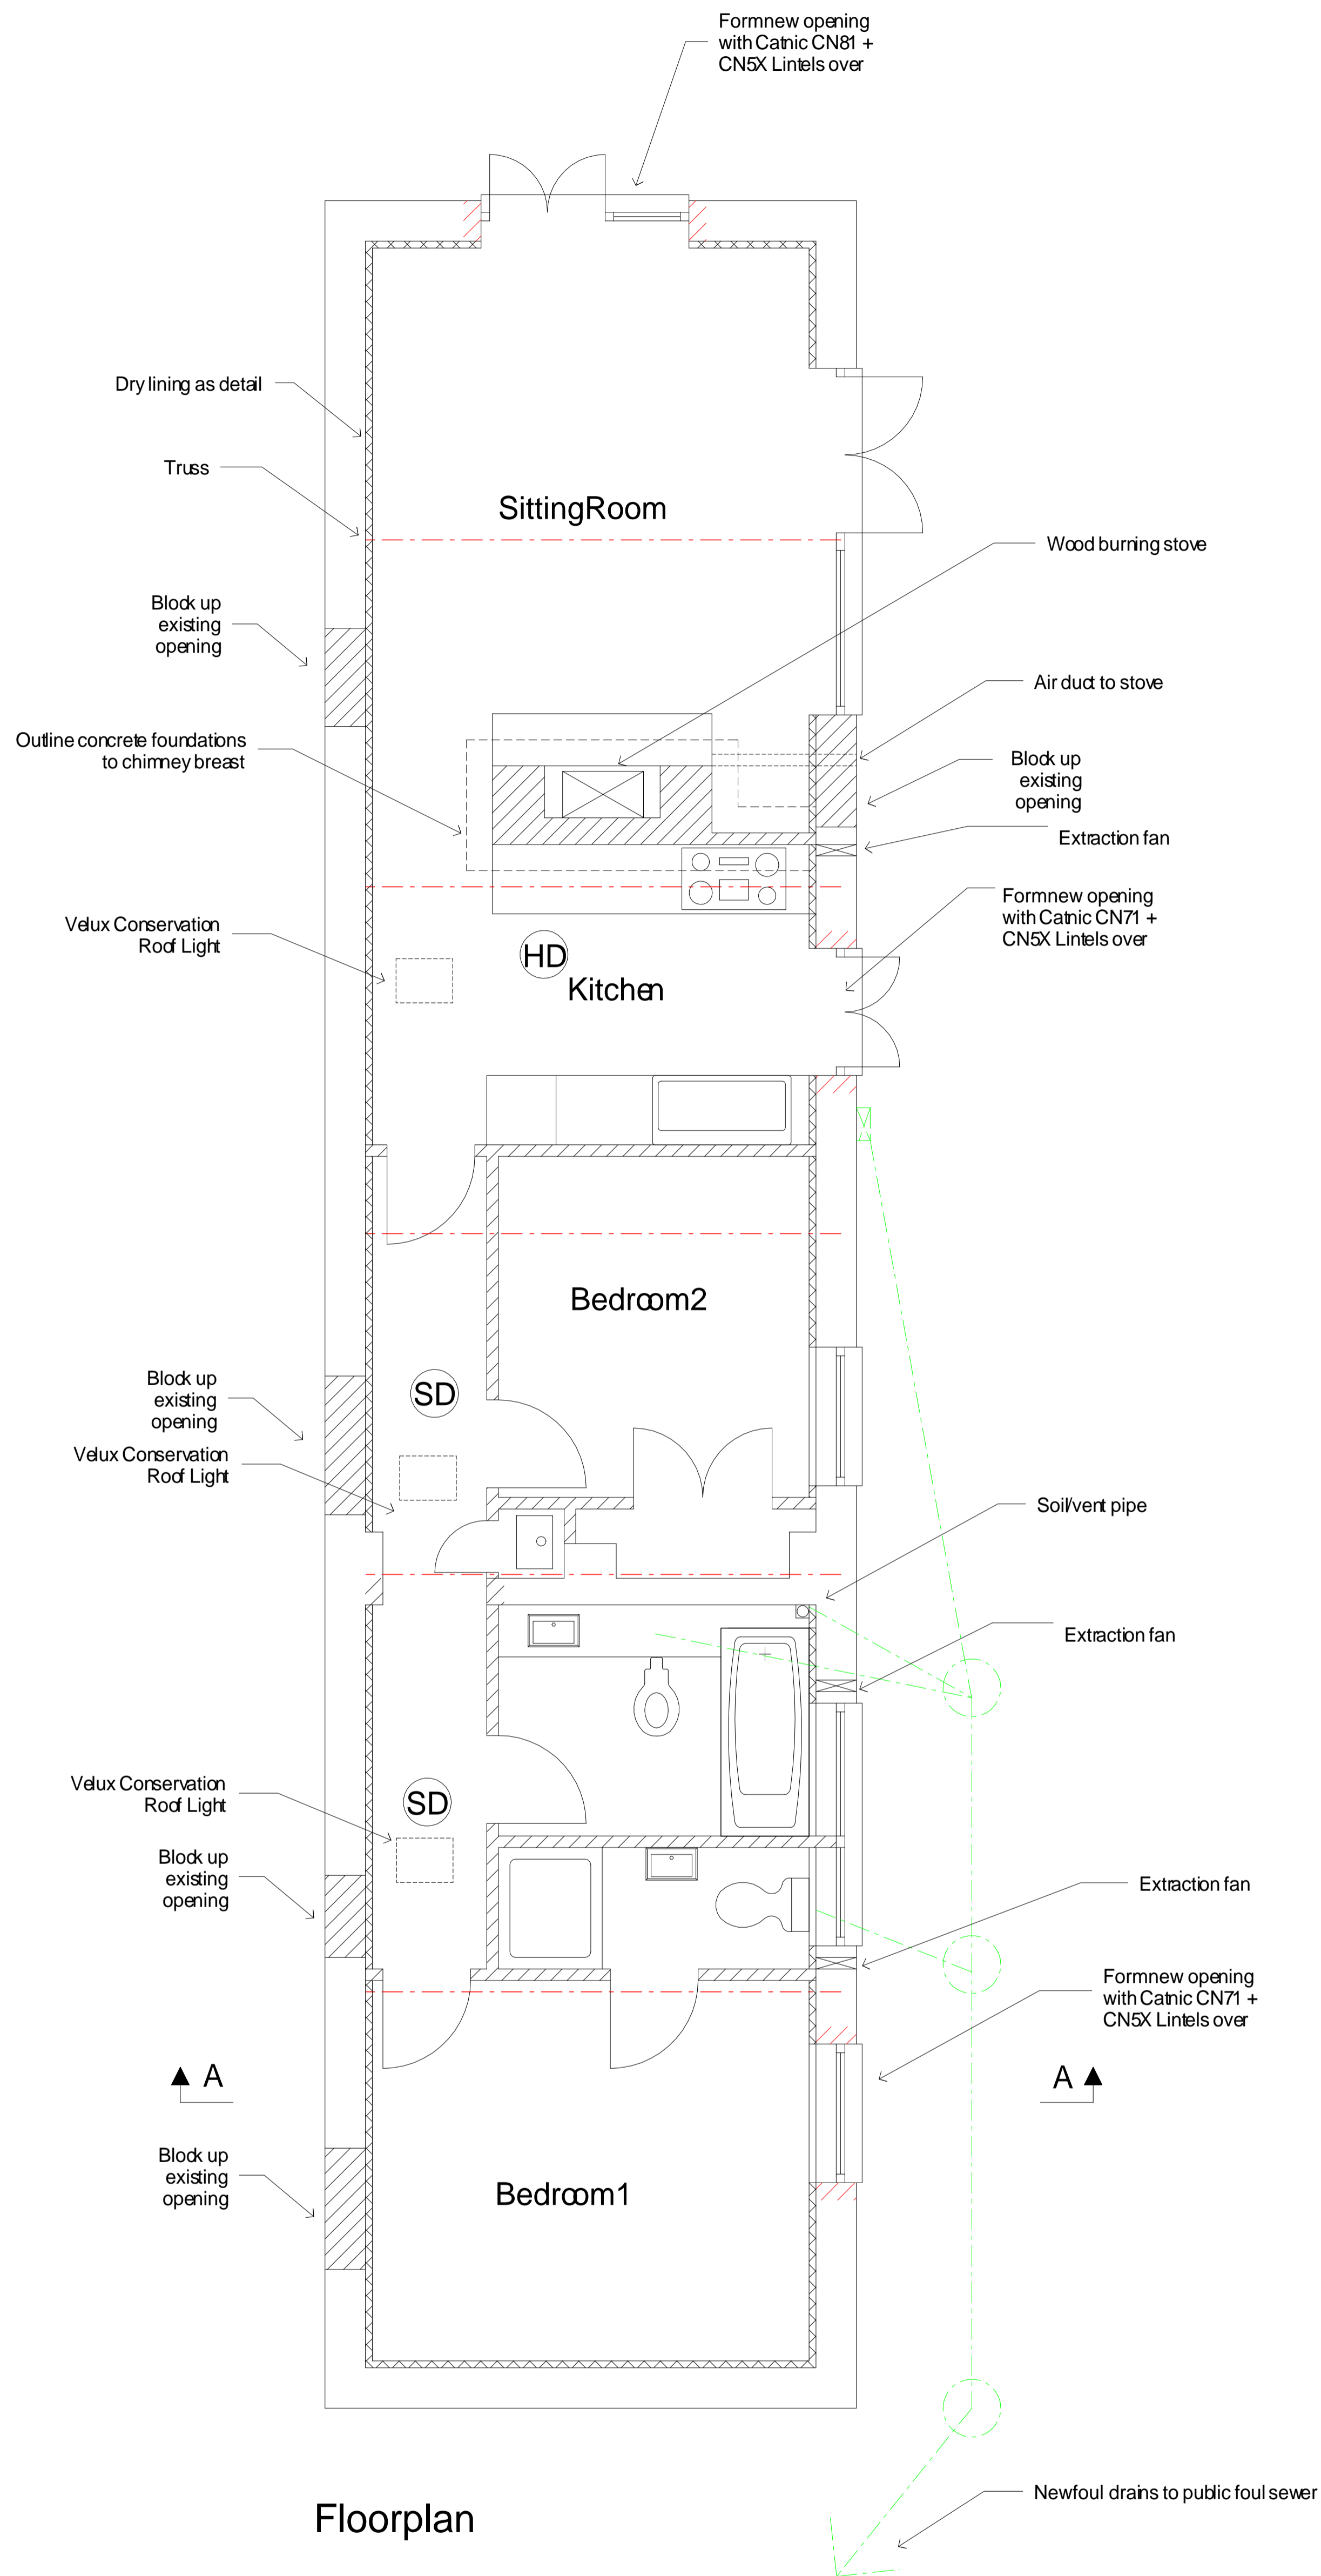 Formnew opening
with Catnic CN81 +
CN5X Lintels over
Dry lining as detail
Truss
SittingRoom
Wood burning stove
Block up
existing
opening
Air duct to stove
Outline concrete foundations
to chimney breast
Block up
existing
opening
Extraction fan
Formnew opening
with Catnic CN71 +
CN5X Lintels over
Velux Conservation
Roof Light
HD
Kitchen
Bedroom2
Block up
existing
opening
SD
Velux Conservation
Roof Light
Soil/vent pipe
Extraction fan
Velux Conservation
Roof Light
SD
Block up
existing
opening
Extraction fan
Formnew opening
with Catnic CN71 +
CN5X Lintels over
A
A
Block up
existing
opening
Bedroom1
Newfoul drains to public foul sewer
Floorplan